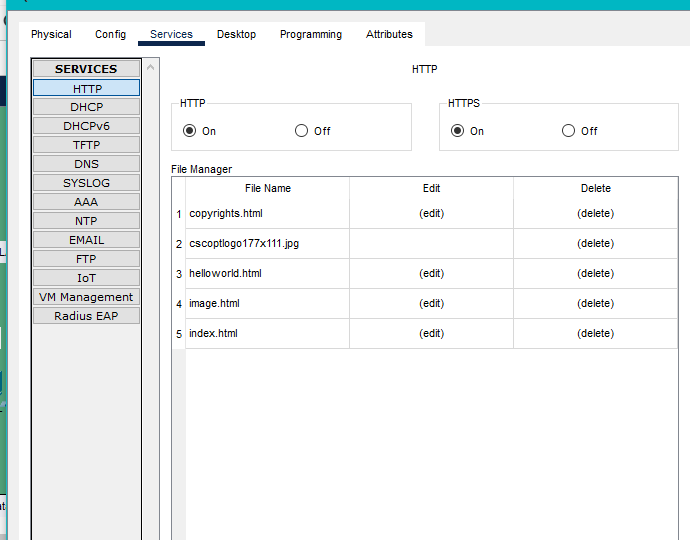 Physical Config Services Desktop Programming Attributes
SERVICES
HTTP
DHCP
DHCPv6
TFTP
DNS
SYSLOG
AAA
NTP
EMAIL
FTP
IoT
VM Management
Radius EAP
HTTP
HTTP
On Off
HTTPS
On Off
File Manager
File Name Edit Delete
1 copyrights.html (edit) (delete)
2 cscoptlogo177x111.jpg (delete)
3 helloworld.html (edit) (delete)
4 image.html (edit) (delete)
5 index.html (edit) (delete)